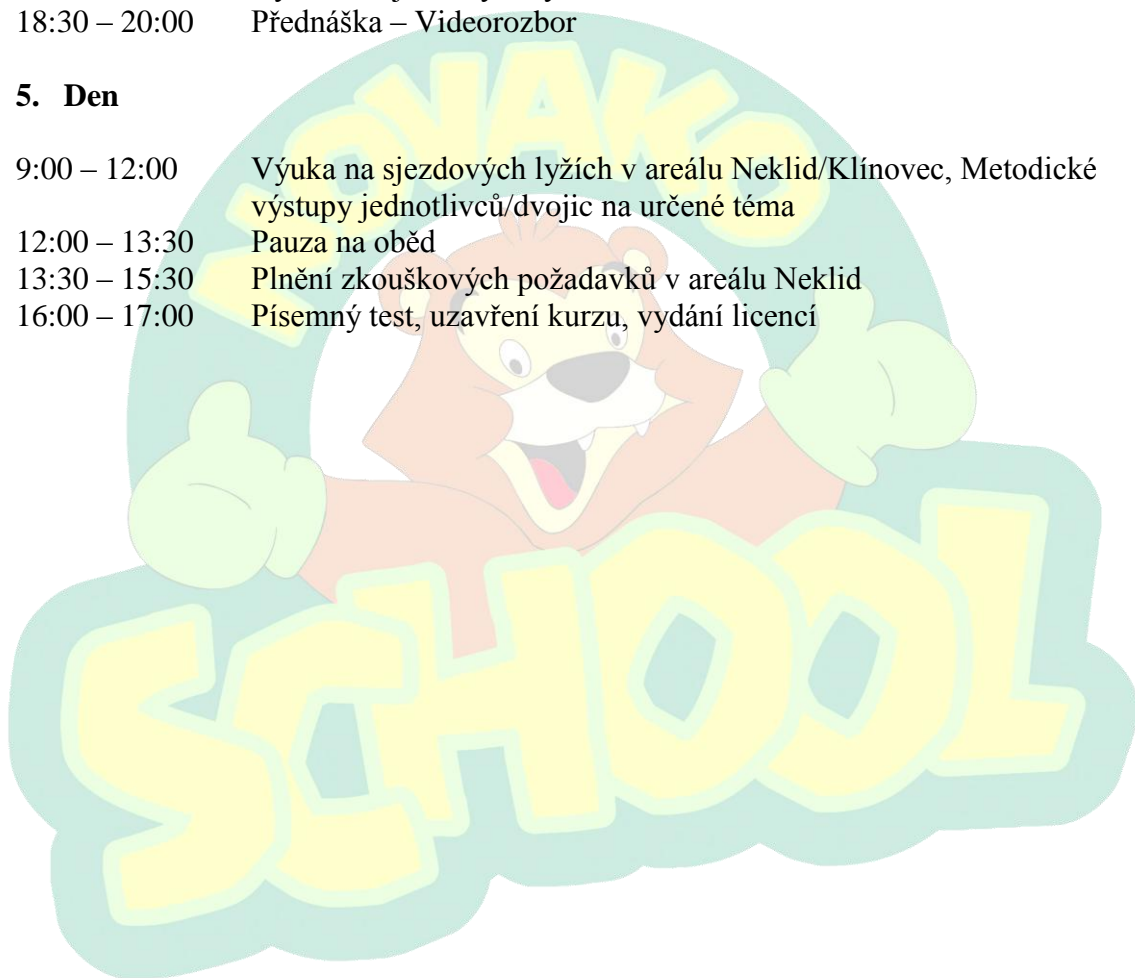 18:30 – 20:00 Přednáška – Videorozbor
5. Den
9:00 – 12:00 Výuka na sjezdových lyžích v areálu Neklid/Klínovec, Metodické
výstupy jednotlivců/dvojic na určené téma
12:00 – 13:30 Pauza na oběd
13:30 – 15:30 Plnění zkouškových požadavků v areálu Neklid
16:00 – 17:00 Písemný test, uzavření kurzu, vydání licencí
NOVAKO
SCHOOL